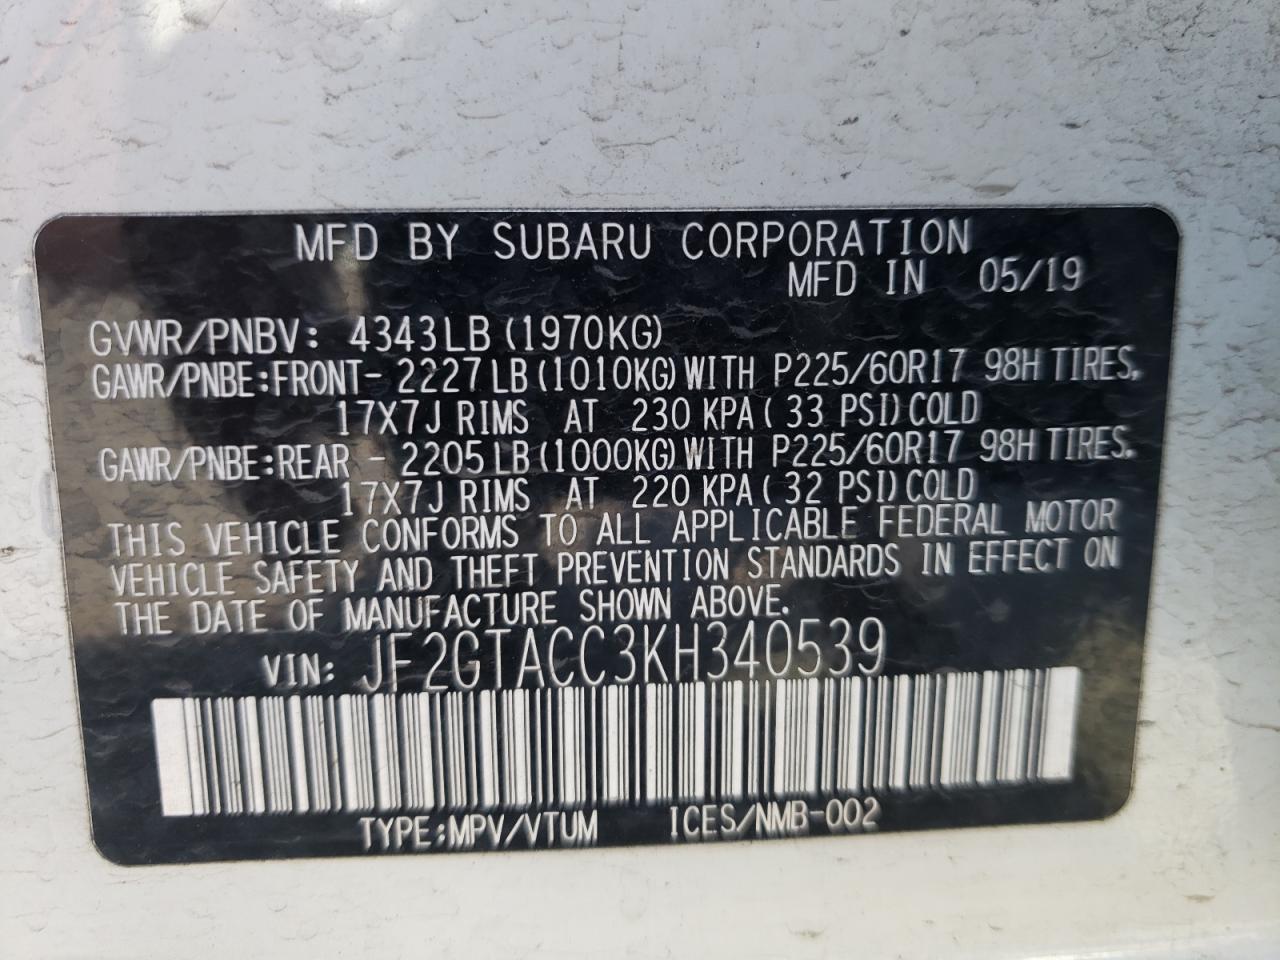 MFD BY SUBARU CORPORATION
MFD IN 05/19
GVWR/PNBV: 4343LB (1970KG)
GAWR/PNBE:FRONT- 2227LB(1010KG)WITH P225/60R17 98H TIRES,
17X7J RIMS AT 230 KPA( 33 PSI)COLD
GAWR/PNBE:REAR - 2205LB(1000KG)WITH P225/60R17 98H TIRES.
17X7J RIMS AT 220 KPA( 32 PSI)COLD
THIS VEHICLE CONFORMS TO ALL APPLICABLE FEDERAL MOTOR
VEHICLE SAFETY AND THEFT PREVENTION STANDARDS IN EFFECT ON
THE DATE OF MANUFACTURE SHOWN ABOVE.
VIN: JF2GTACC3KH340539
TYPE:MPV/VTUM ICES/NMB-002